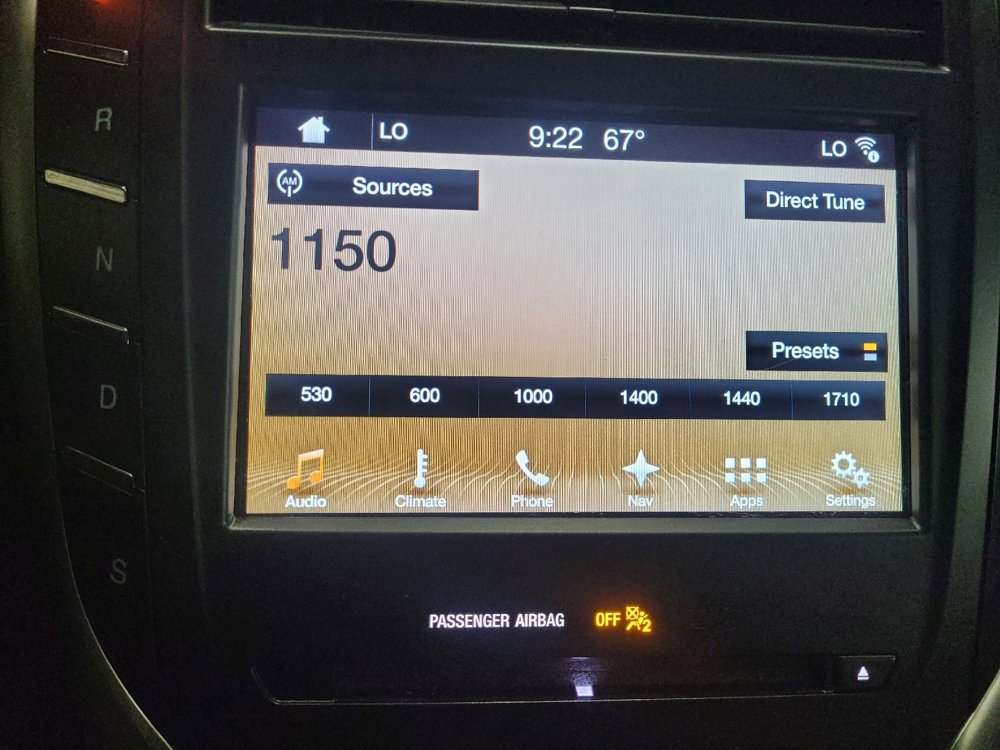 R
N
D
S
LO 9:22 67° LO
AM Sources
Direct Tune
1150
Presets
530 600 1000 1400 1440 1710
Audio Climate Phone Nav Apps Settings
PASSENGER AIRBAG OFF 2